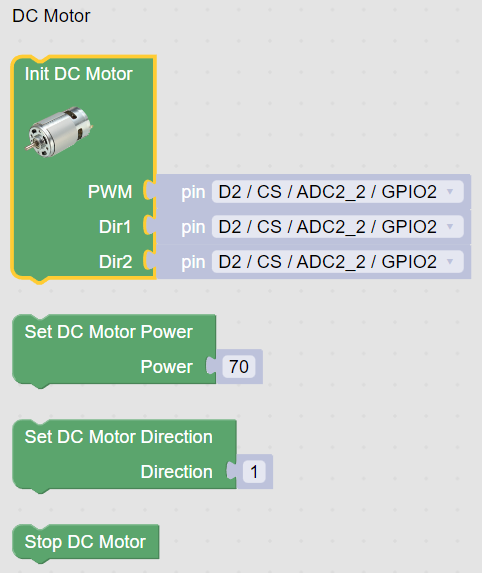 DC Motor
Init DC Motor
PWM pin D2 / CS / ADC2_2 / GPIO2
Dir1 pin D2 / CS / ADC2_2 / GPIO2
Dir2 pin D2 / CS / ADC2_2 / GPIO2
Set DC Motor Power
Power 70
Set DC Motor Direction
Direction 1
Stop DC Motor